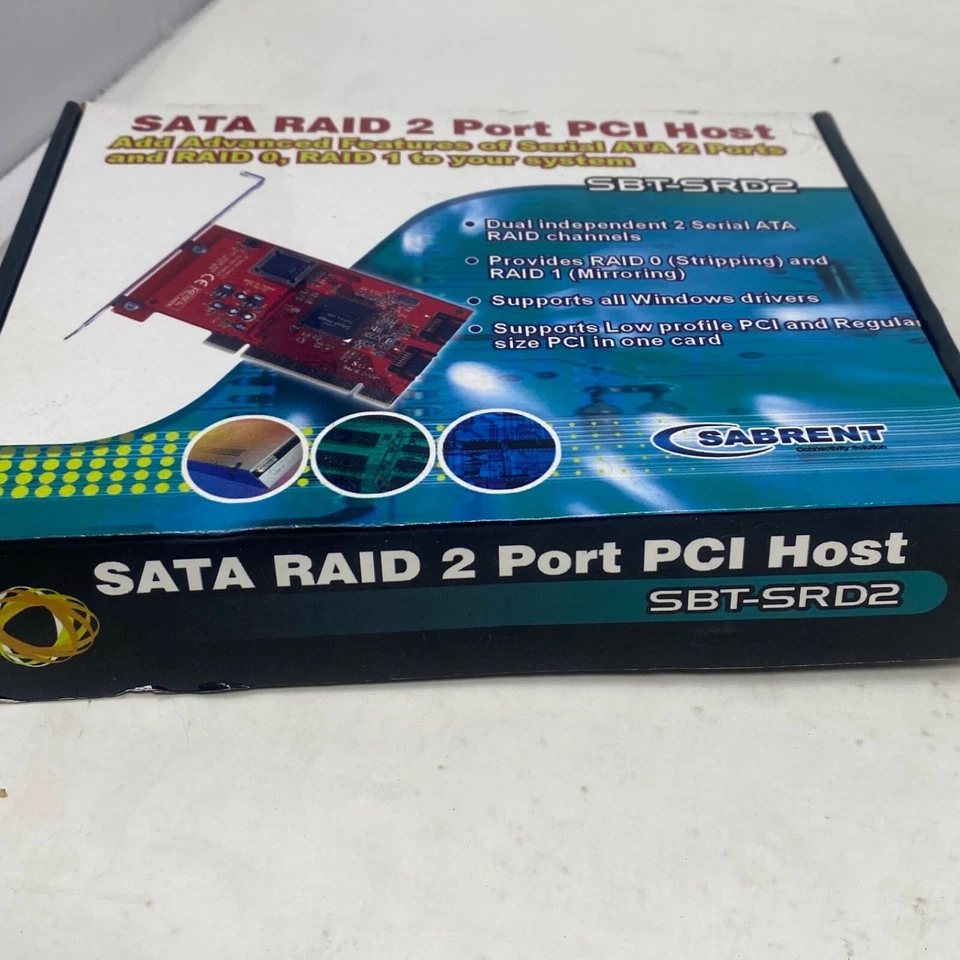 SATA RAID 2 Port PCI Host
Add Advanced Features of Serial ATA 2 Ports
and RAID 0, RAID 1 to your system
SBT-SRD2
• Dual independent 2 Serial ATA
RAID channels
• Provides RAID 0 (Stripping) and
RAID 1 (Mirroring)
• Supports all Windows drivers
• Supports Low profile PCI and Regular
size PCI in one card
CE
SABRENT
Connectivity Solution
SATA RAID 2 Port PCI Host
SBT-SRD2